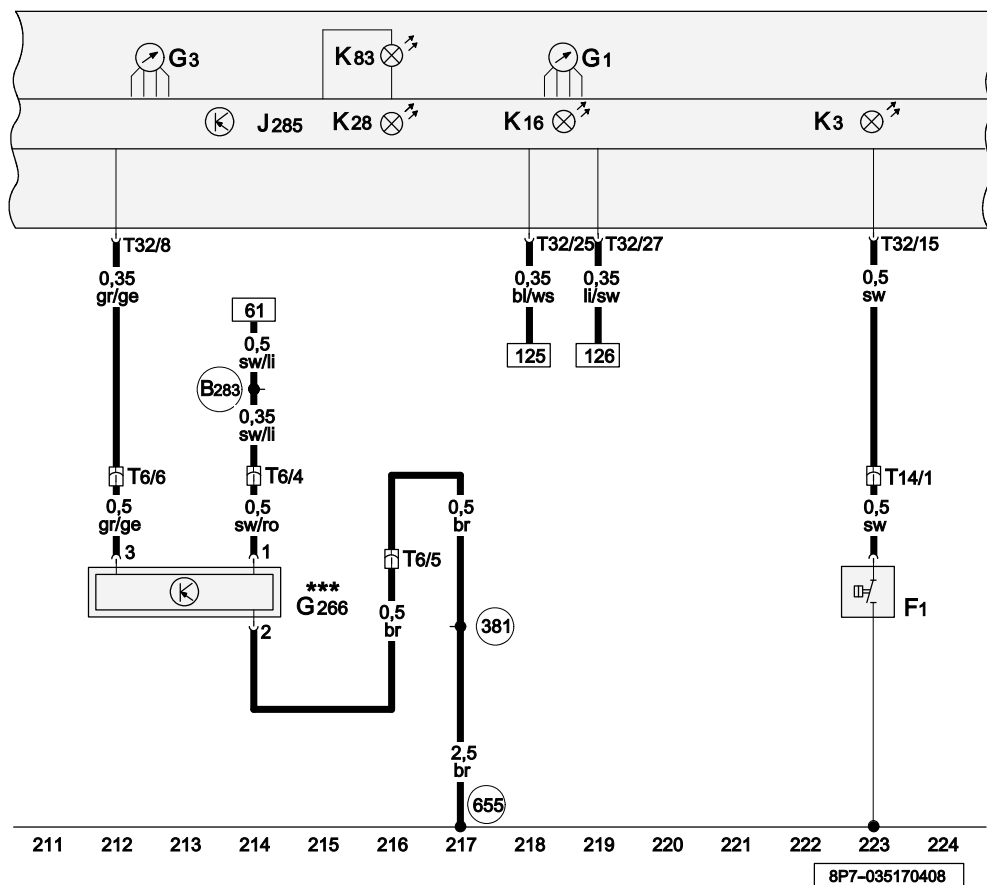 K83
G3
G1
J285
K28
K16
K3
T32/8
T32/25
T32/27
T32/15
0,35
gr/ge
0,35
bl/ws
0,35
li/sw
0,5
sw
61
0,5
sw/li
125
126
B283
0,35
sw/li
T6/6
T6/4
T14/1
0,5
gr/ge
0,5
sw/ro
0,5
br
0,5
sw
3
1
T6/5
***
G266
F1
0,5
br
2
381
2,5
br
655
211 212 213 214 215 216 217 218 219 220 221 222 223 224
8P7-035170408